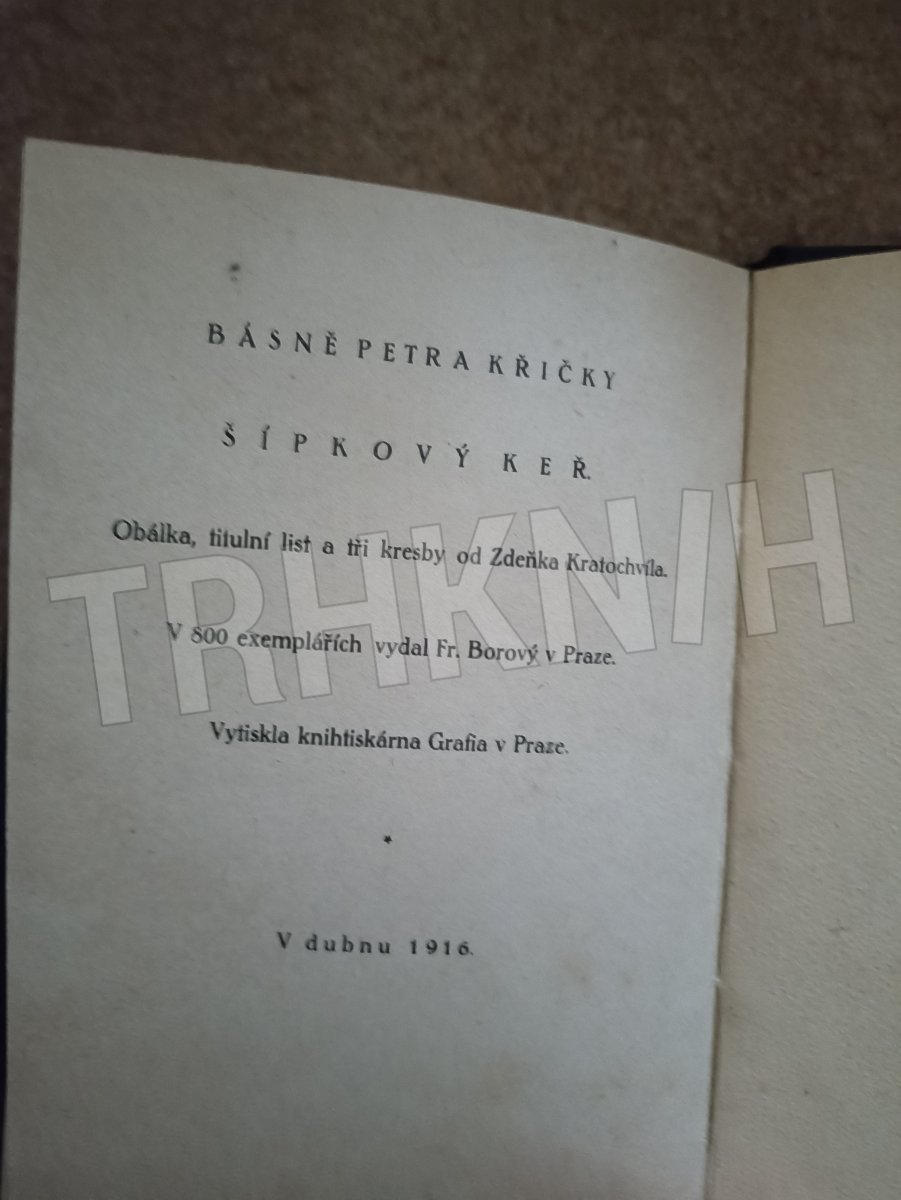 BÁSNĚ PETRA KŘIČKY
ŠÍPKOVÝ KEŘ.
Obálka, titulní list a tři kresby od Zdeňka Kratochvíla.
V 800 exemplářích vydal Fr. Borový v Praze.
Vytiskla knihtiskárna Grafia v Praze.
*
V dubnu 1916.
TRHKNIH